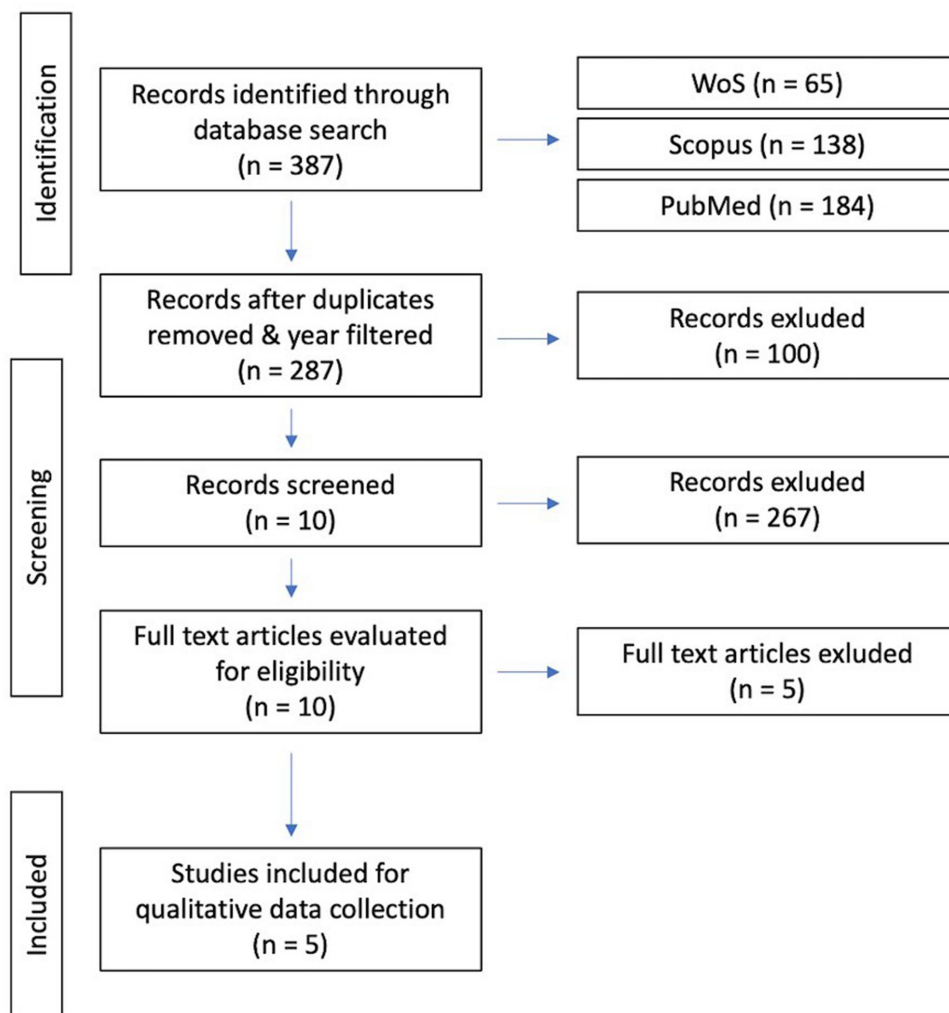 Identification
Records identified through
database search
(n = 387)
WoS (n = 65)
Scopus (n = 138)
PubMed (n = 184)
Records after duplicates
removed & year filtered
(n = 287)
Records exluded
(n = 100)
Screening
Records screened
(n = 10)
Records exluded
(n = 267)
Full text articles evaluated
for eligibility
(n = 10)
Full text articles exluded
(n = 5)
Included
Studies included for
qualitative data collection
(n = 5)